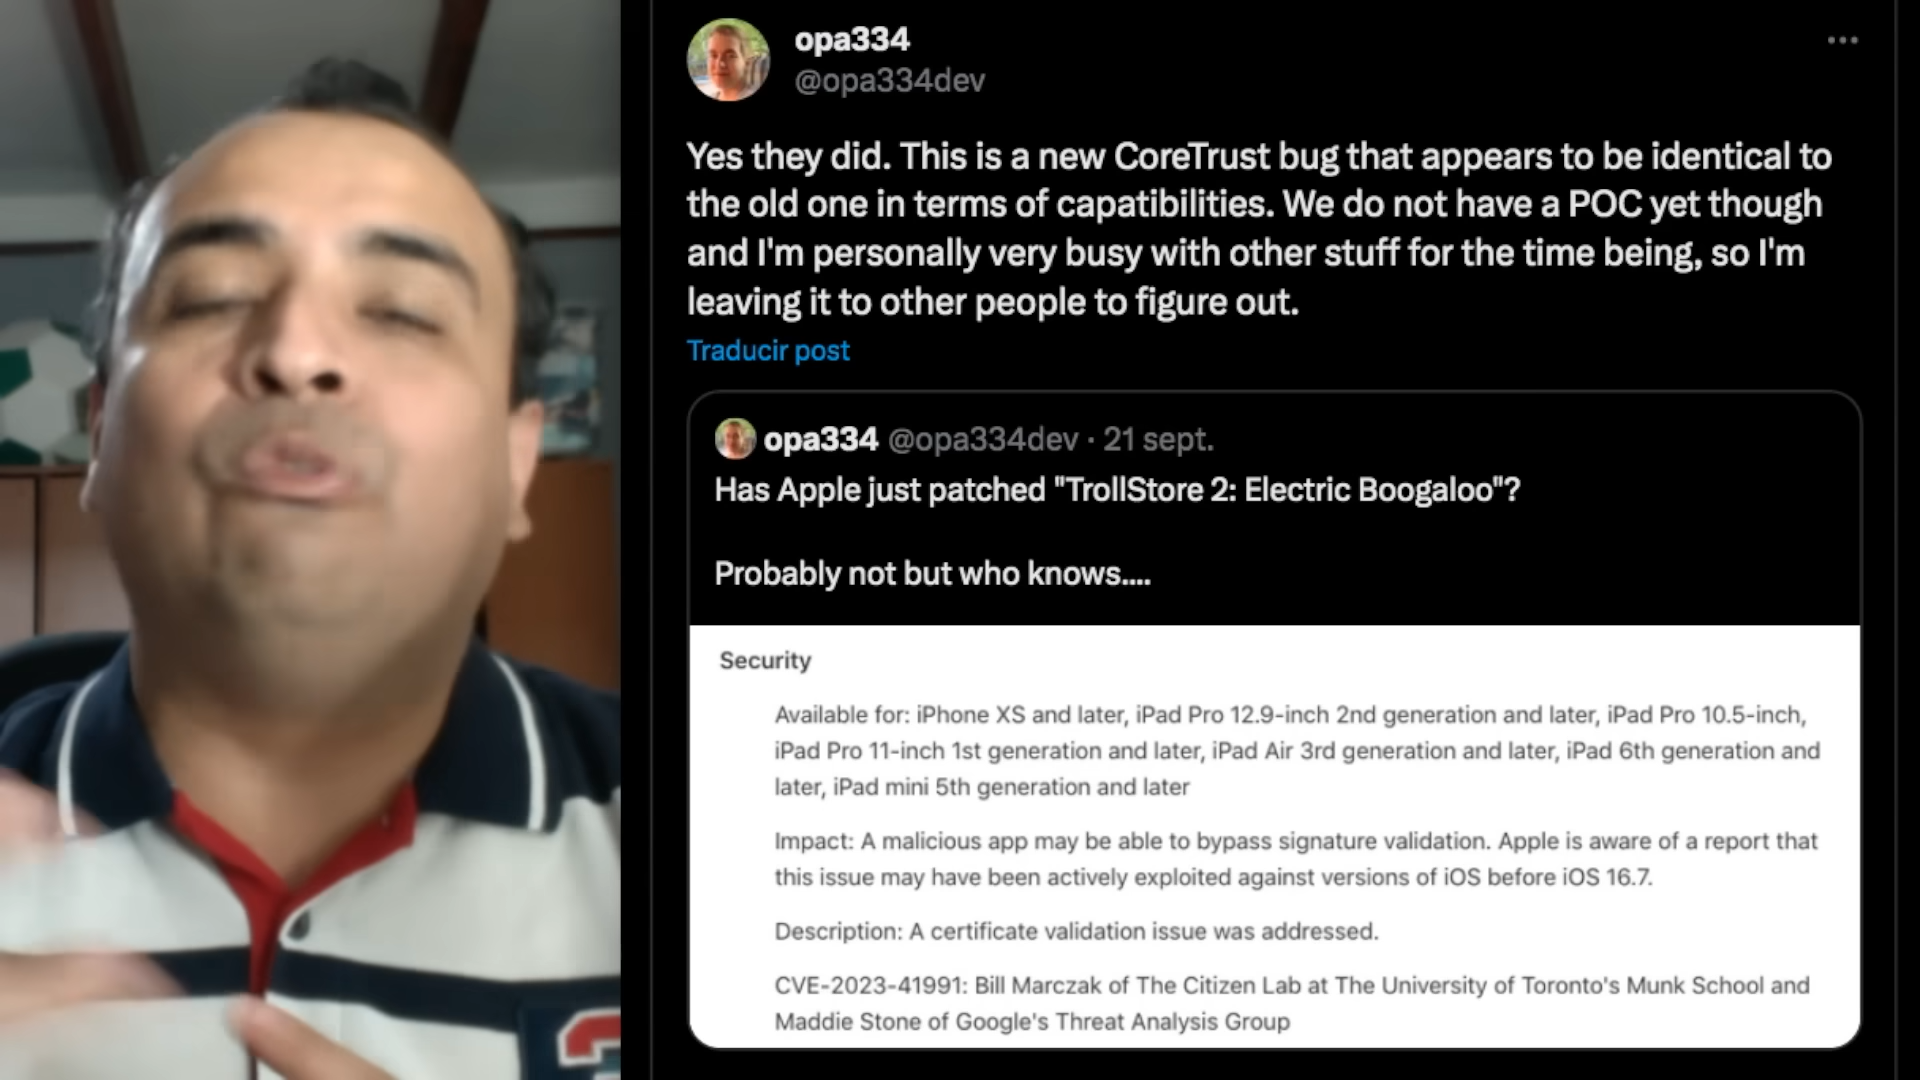 opa334
@opa334dev
Yes they did. This is a new CoreTrust bug that appears to be identical to
the old one in terms of capatibilities. We do not have a POC yet though
and I'm personally very busy with other stuff for the time being, so I'm
leaving it to other people to figure out.
Traducir post
opa334 @opa334dev · 21 sept.
Has Apple just patched "TrollStore 2: Electric Boogaloo"?
Probably not but who knows....
Security
Available for: iPhone XS and later, iPad Pro 12.9-inch 2nd generation and later, iPad Pro 10.5-inch,
iPad Pro 11-inch 1st generation and later, iPad Air 3rd generation and later, iPad 6th generation and
later, iPad mini 5th generation and later
Impact: A malicious app may be able to bypass signature validation. Apple is aware of a report that
this issue may have been actively exploited against versions of iOS before iOS 16.7.
Description: A certificate validation issue was addressed.
CVE-2023-41991: Bill Marczak of The Citizen Lab at The University of Toronto's Munk School and
Maddie Stone of Google's Threat Analysis Group